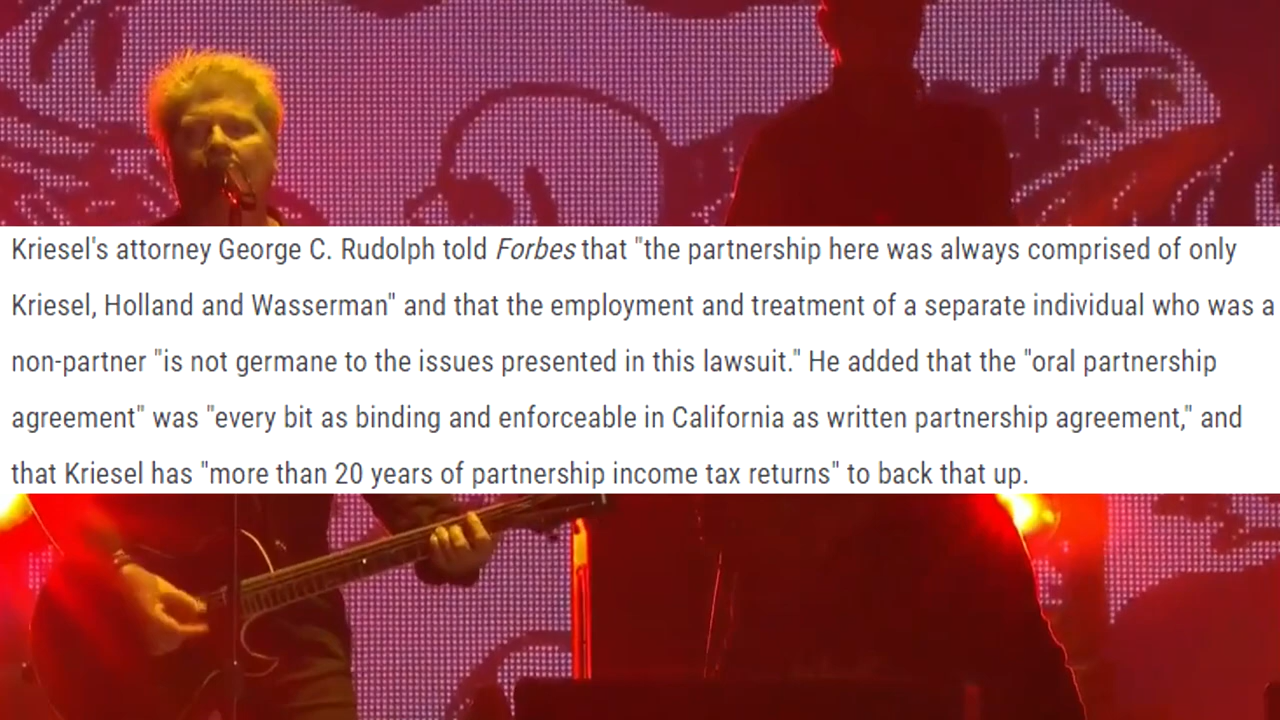 Kriesel's attorney George C. Rudolph told Forbes that "the partnership here was always comprised of only
Kriesel, Holland and Wasserman" and that the employment and treatment of a separate individual who was a
non-partner "is not germane to the issues presented in this lawsuit." He added that the "oral partnership
agreement" was "every bit as binding and enforceable in California as written partnership agreement," and
that Kriesel has "more than 20 years of partnership income tax returns" to back that up.